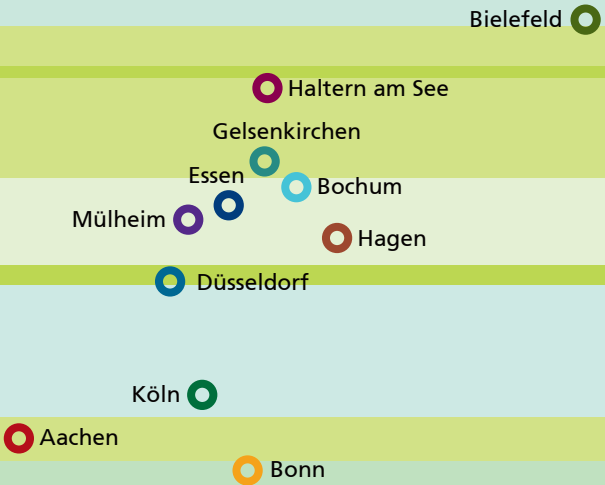 Bielefeld
Haltern am See
Gelsenkirchen
Essen
Bochum
Mülheim
Hagen
Düsseldorf
Köln
Aachen
Bonn